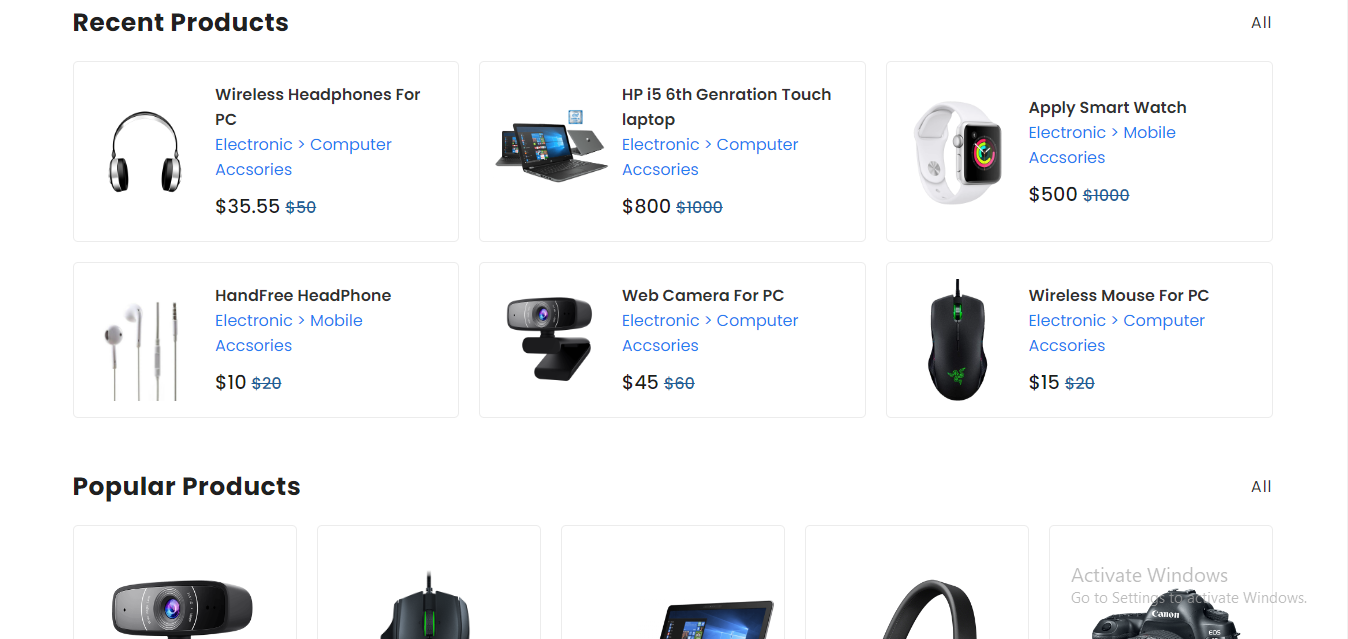 Recent Products
All
Wireless Headphones For
PC
Electronic > Computer
Accsories
$35.55 $50
HP i5 6th Genration Touch
laptop
Electronic > Computer
Accsories
$800 $1000
Apply Smart Watch
Electronic > Mobile
Accsories
$500 $1000
HandFree HeadPhone
Electronic > Mobile
Accsories
$10 $20
Web Camera For PC
Electronic > Computer
Accsories
$45 $60
Wireless Mouse For PC
Electronic > Computer
Accsories
$15 $20
Popular Products
All
Activate Windows
Go to Settings to activate Windows.
Canon
EOS